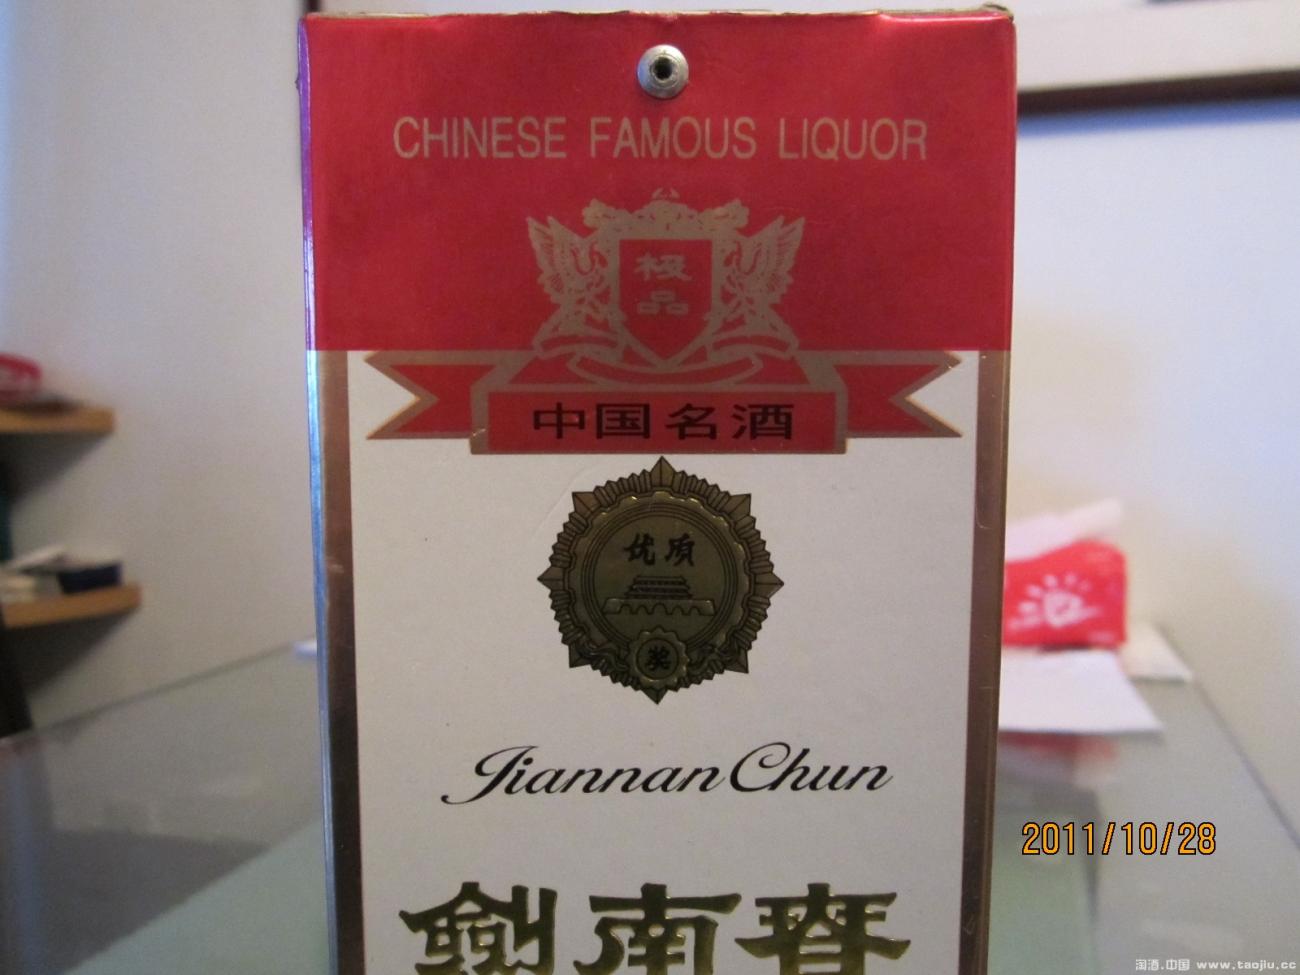 CHINESE FAMOUS LIQUOR
极
品
中国名酒
优质
奖
Jiannan Chun
劍南春
2011/10/28
淘酒.中国 www.taojiu.cc